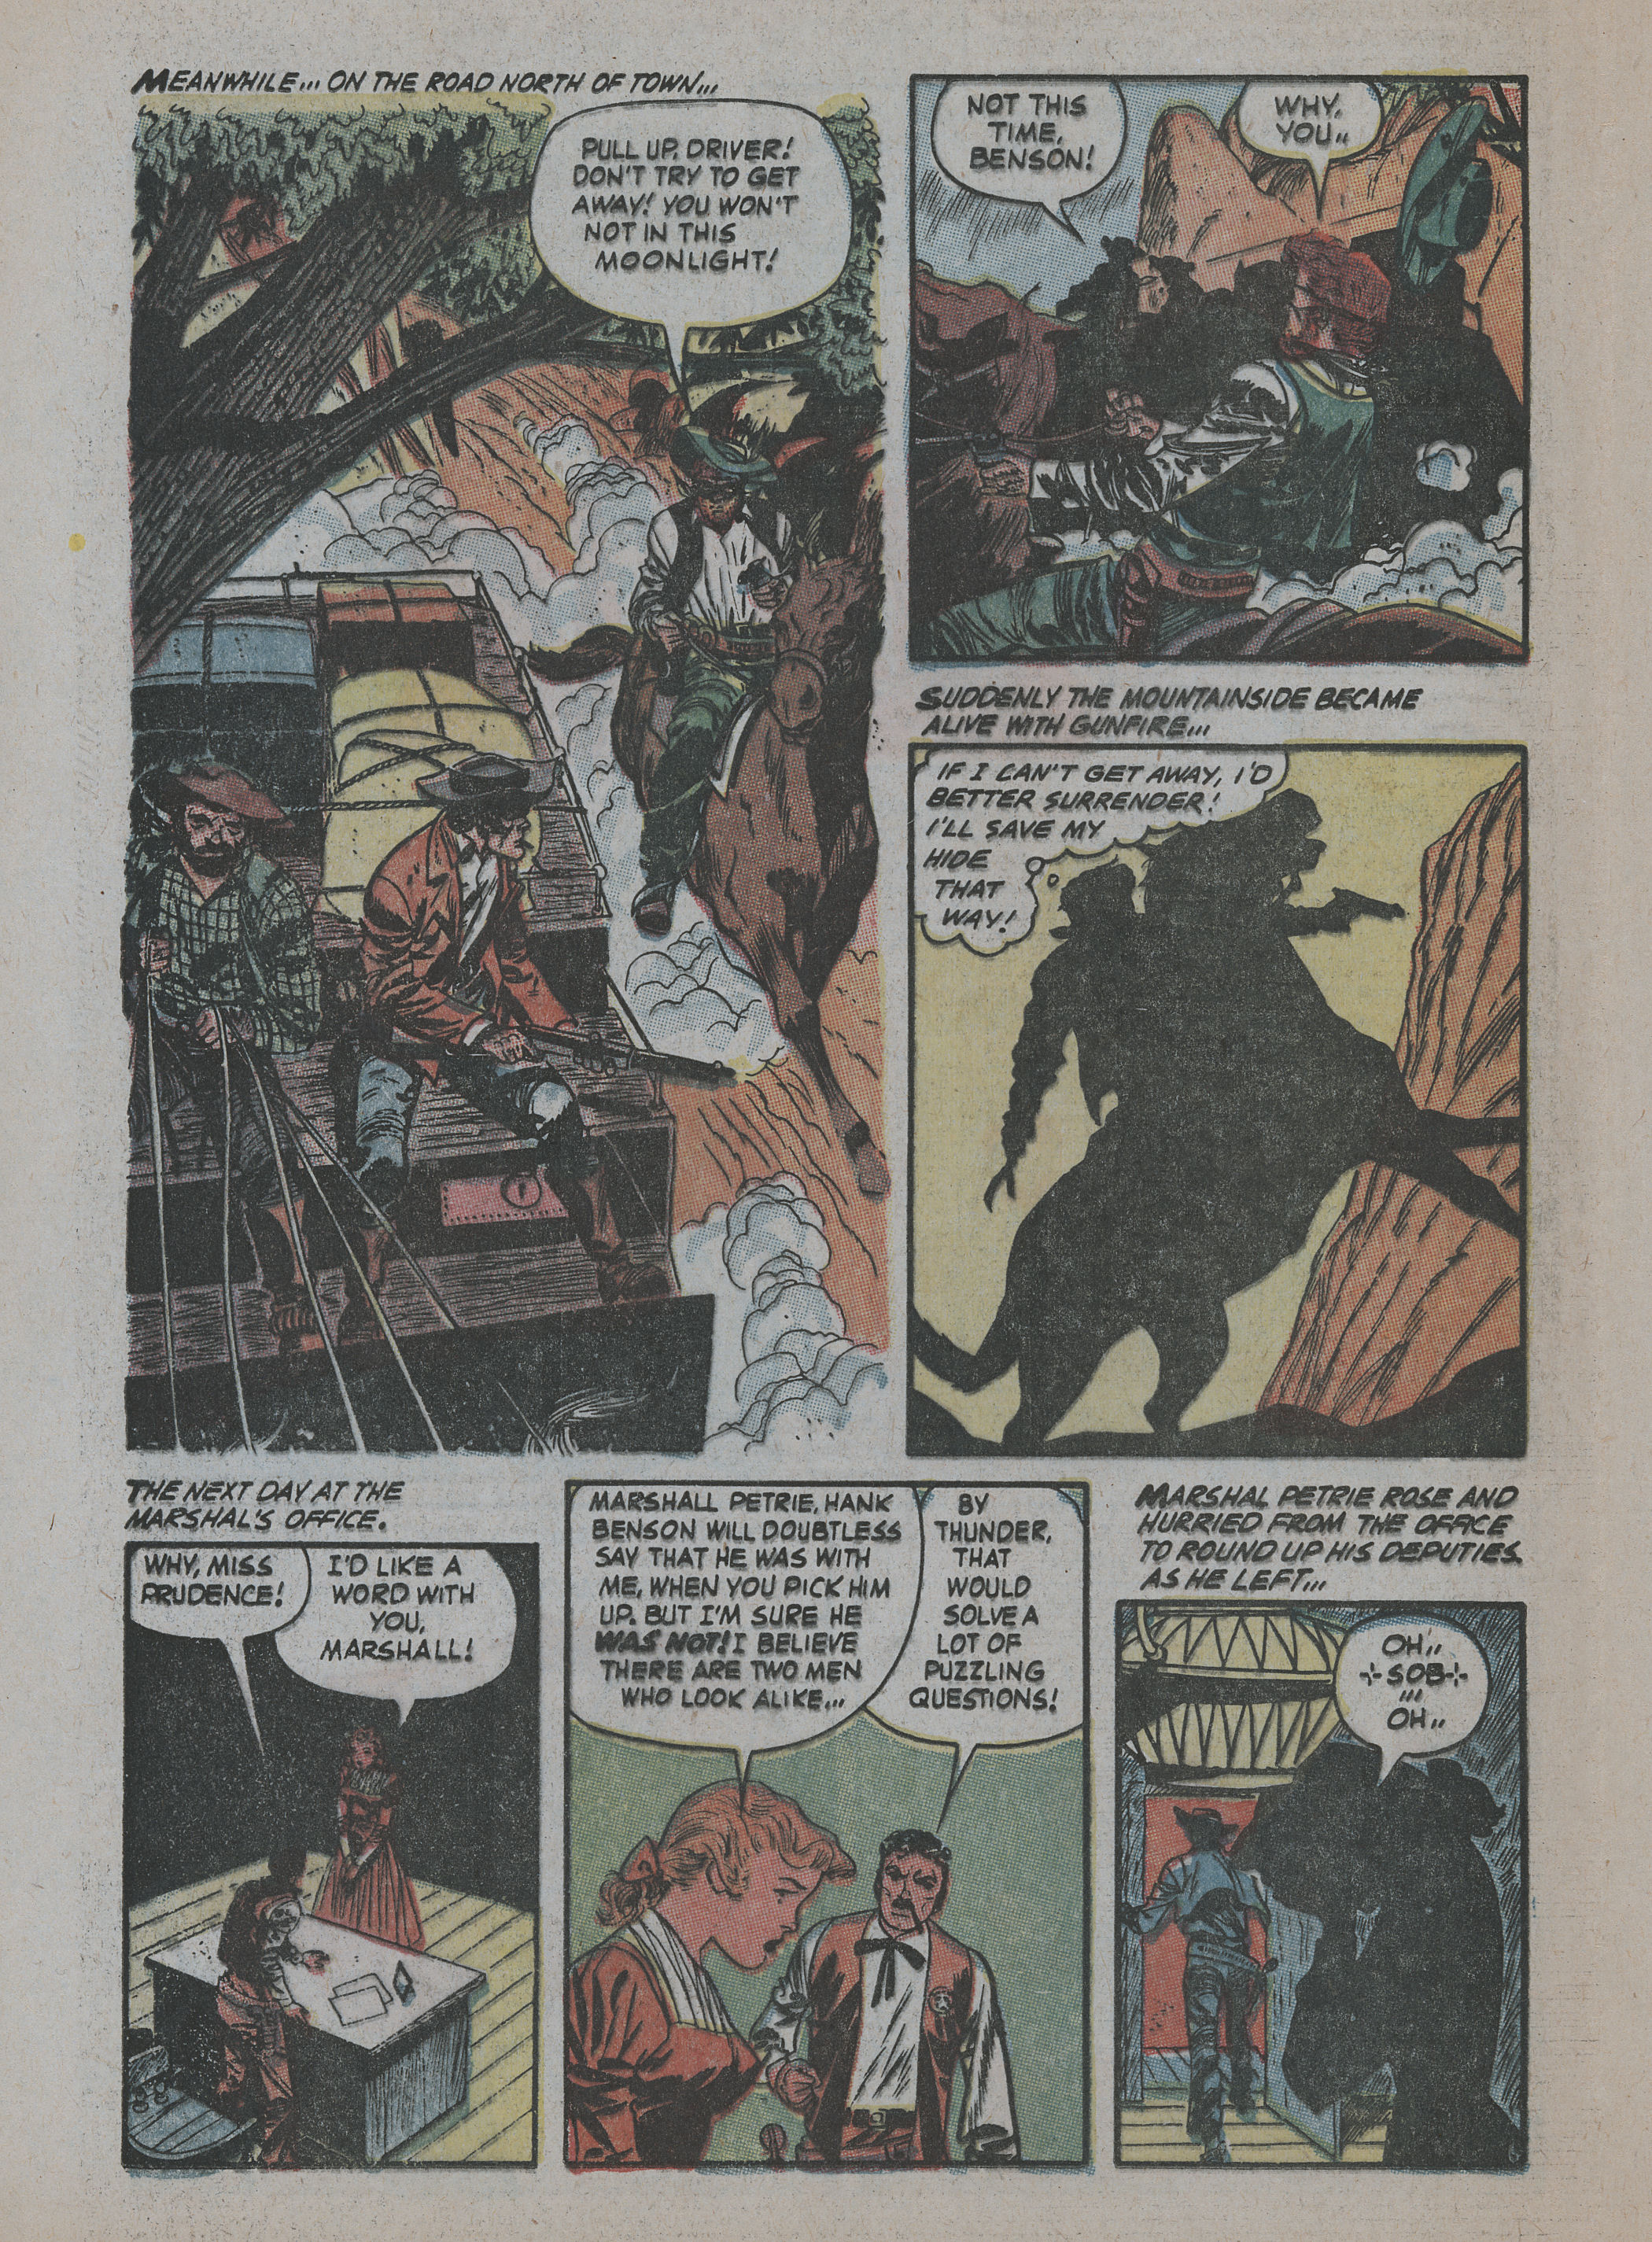 MEANWHILE... ON THE ROAD NORTH OF TOWN...
PULL UP, DRIVER!
DON'T TRY TO GET
AWAY! YOU WON'T
NOT IN THIS
MOONLIGHT!
NOT THIS
TIME,
BENSON!
WHY,
YOU..
SUDDENLY THE MOUNTAINSIDE BECAME
ALIVE WITH GUNFIRE...
IF I CAN'T GET AWAY, I'D
BETTER SURRENDER!
I'LL SAVE MY
HIDE
THAT
WAY!
THE NEXT DAY AT THE
MARSHAL'S OFFICE.
WHY, MISS
PRUDENCE!
I'D LIKE A
WORD WITH
YOU,
MARSHALL!
MARSHALL PETRIE, HANK
BENSON WILL DOUBTLESS
SAY THAT HE WAS WITH
ME, WHEN YOU PICK HIM
UP. BUT I'M SURE HE
WAS NOT! I BELIEVE
THERE ARE TWO MEN
WHO LOOK ALIKE...
BY
THUNDER,
THAT
WOULD
SOLVE A
LOT OF
PUZZLING
QUESTIONS!
MARSHAL PETRIE ROSE AND
HURRIED FROM THE OFFICE
TO ROUND UP HIS DEPUTIES.
AS HE LEFT...
OH..
-SOB-
...
OH..
6